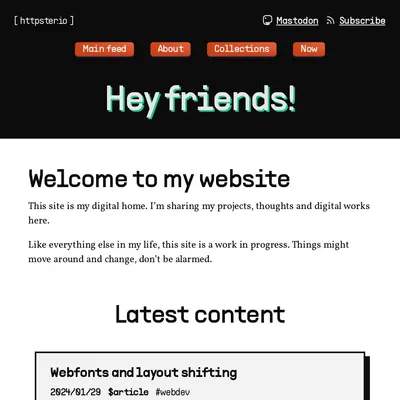 [ httpster.io ]
Mastodon
Subscribe
Main feed
About
Collections
Now
Hey friends!
Welcome to my website
This site is my digital home. I'm sharing my projects, thoughts and digital works
here.
Like everything else in my life, this site is a work in progress. Things might
move around and change, don't be alarmed.
Latest content
Webfonts and layout shifting
2024/01/29 $article #webdev